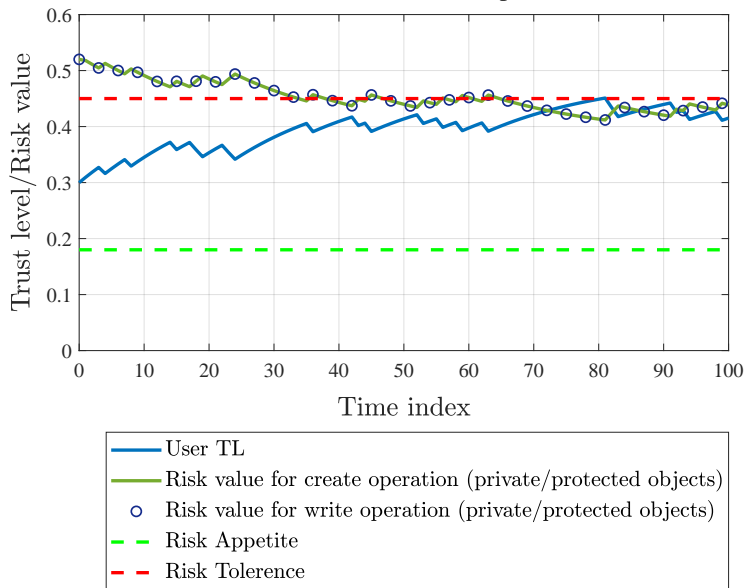 0.6
0.5
0.4
0.3
0.2
0.1
0
Trust level/Risk value
0 10 20 30 40 50 60 70 80 90 100
Time index
User TL
Risk value for create operation (private/protected objects)
Risk value for write operation (private/protected objects)
Risk Appetite
Risk Tolerence